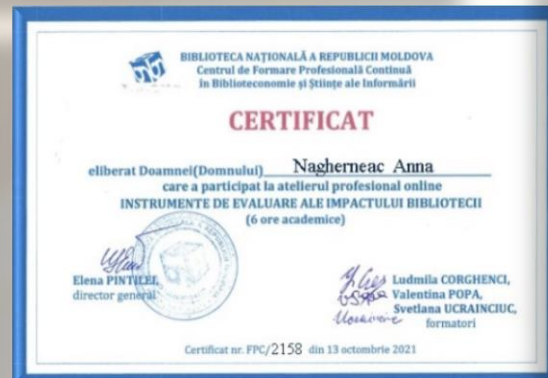 BIBLIOTECA NAȚIONALĂ A REPUBLICII MOLDOVA
Centrul de Formare Profesională Continuă
în Biblioteconomie și Științe ale Informării
CERTIFICAT
eliberat Doamnei(Domnului) Nagherneac Anna
care a participat la atelierul profesional online
INSTRUMENTE DE EVALUARE ALE IMPACTULUI BIBLIOTECII
(6 ore academice)
Elena PINTILEI,
director general
Ludmila CORGHENCI,
Valentina POPA,
Svetlana UCRAINCIUC,
formatori
Certificat nr. FPC/2158 din 13 octombrie 2021